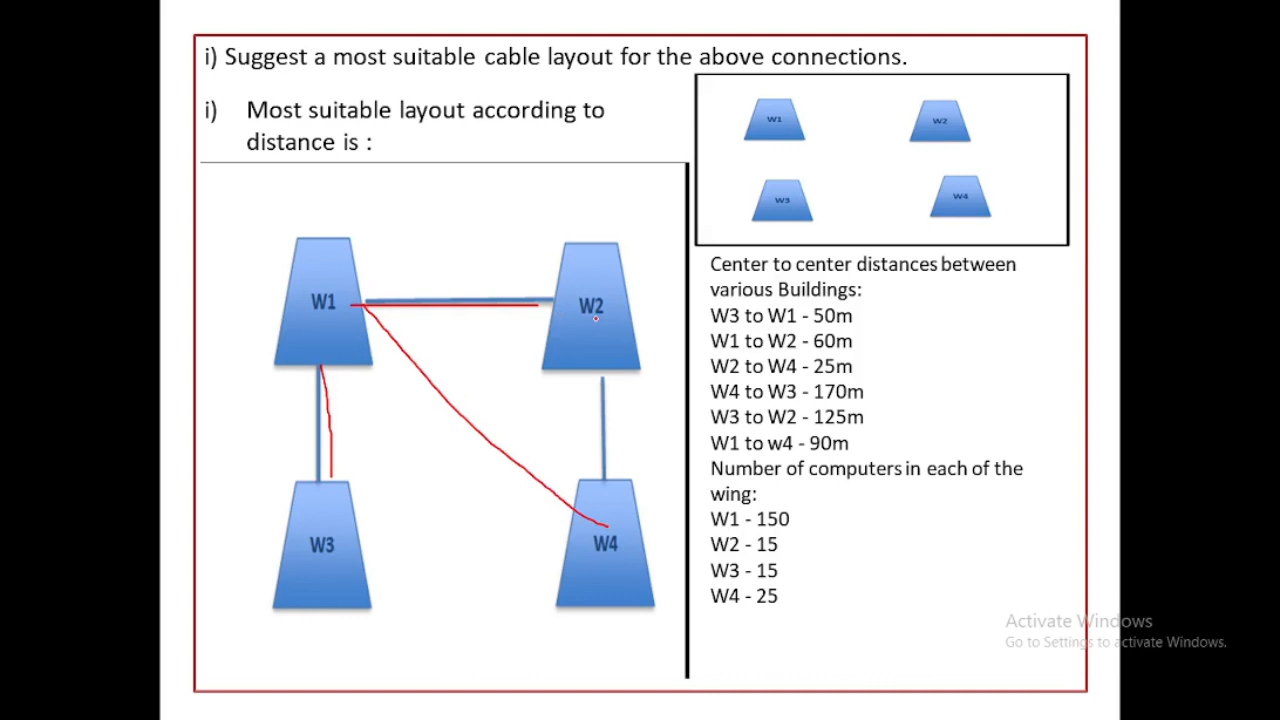 i) Suggest a most suitable cable layout for the above connections.
i) Most suitable layout according to
distance is :
W1
W2
W3
W4
W1
W2
W3
W4
Center to center distances between
various Buildings:
W3 to W1 - 50m
W1 to W2 - 60m
W2 to W4 - 25m
W4 to W3 - 170m
W3 to W2 - 125m
W1 to w4 - 90m
Number of computers in each of the
wing:
W1 - 150
W2 - 15
W3 - 15
W4 - 25
Activate Windows
Go to Settings to activate Windows.